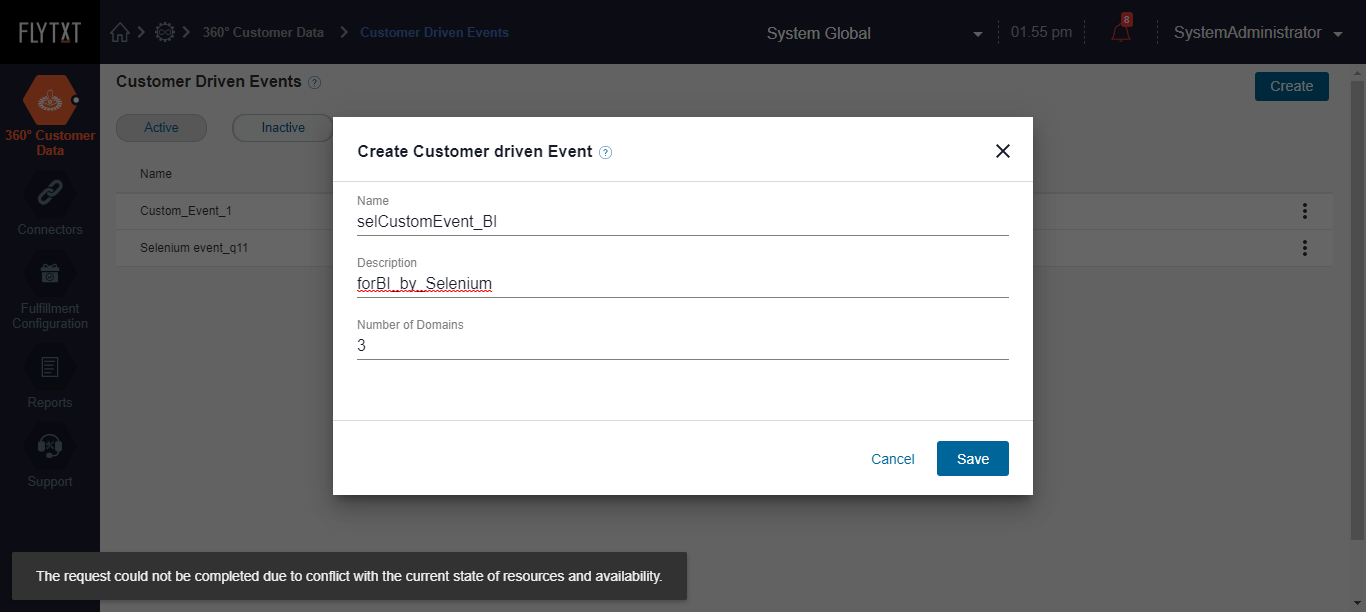 FLYTXT
360° Customer Data
Customer Driven Events
System Global
01.55 pm
8
SystemAdministrator
Customer Driven Events ?
Create
360° Customer
Data
Connectors
Fulfillment
Configuration
Reports
Support
Active
Inactive
Name
Custom_Event_1
Selenium event_q11
Create Customer driven Event ?
Name
selCustomEvent_BI
Description
forBI_by_Selenium
Number of Domains
3
Cancel
Save
The request could not be completed due to conflict with the current state of resources and availability.